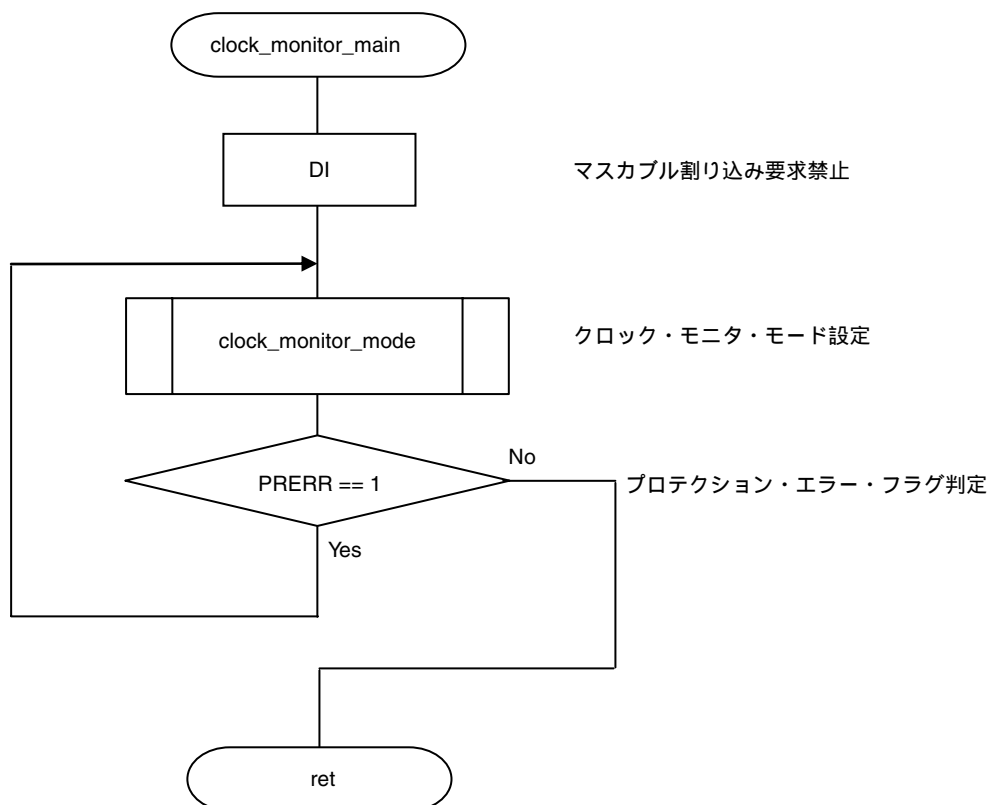 clock_monitor_main
DI
マスカブル割り込み要求禁止
clock_monitor_mode
クロック・モニタ・モード設定
PRERR == 1
No
プロテクション・エラー・フラグ判定
Yes
ret